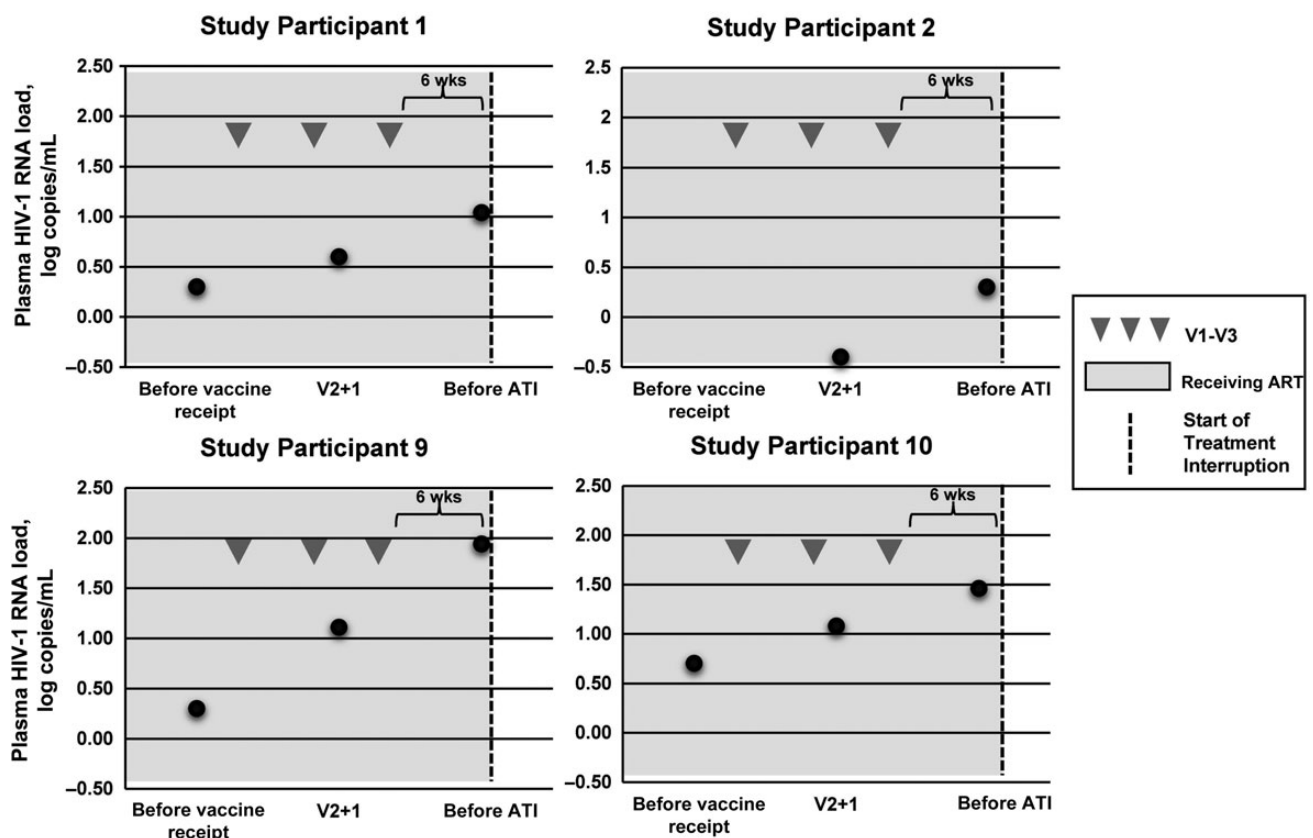 Study Participant 1
Plasma HIV-1 RNA load,
log copies/mL
2.50
2.00
1.50
1.00
0.50
0.00
–0.50
6 wks
Before vaccine
receipt
V2+1
Before ATI
Study Participant 2
2.5
2
1.5
1
0.5
0
–0.5
6 wks
Before vaccine
receipt
V2+1
Before ATI
Study Participant 9
Plasma HIV-1 RNA load,
log copies/mL
2.50
2.00
1.50
1.00
0.50
0.00
–0.50
6 wks
Before vaccine
receipt
V2+1
Before ATI
Study Participant 10
2.50
2.00
1.50
1.00
0.50
0.00
–0.50
6 wks
Before vaccine
receipt
V2+1
Before ATI
V1-V3
Receiving ART
Start of
Treatment
Interruption